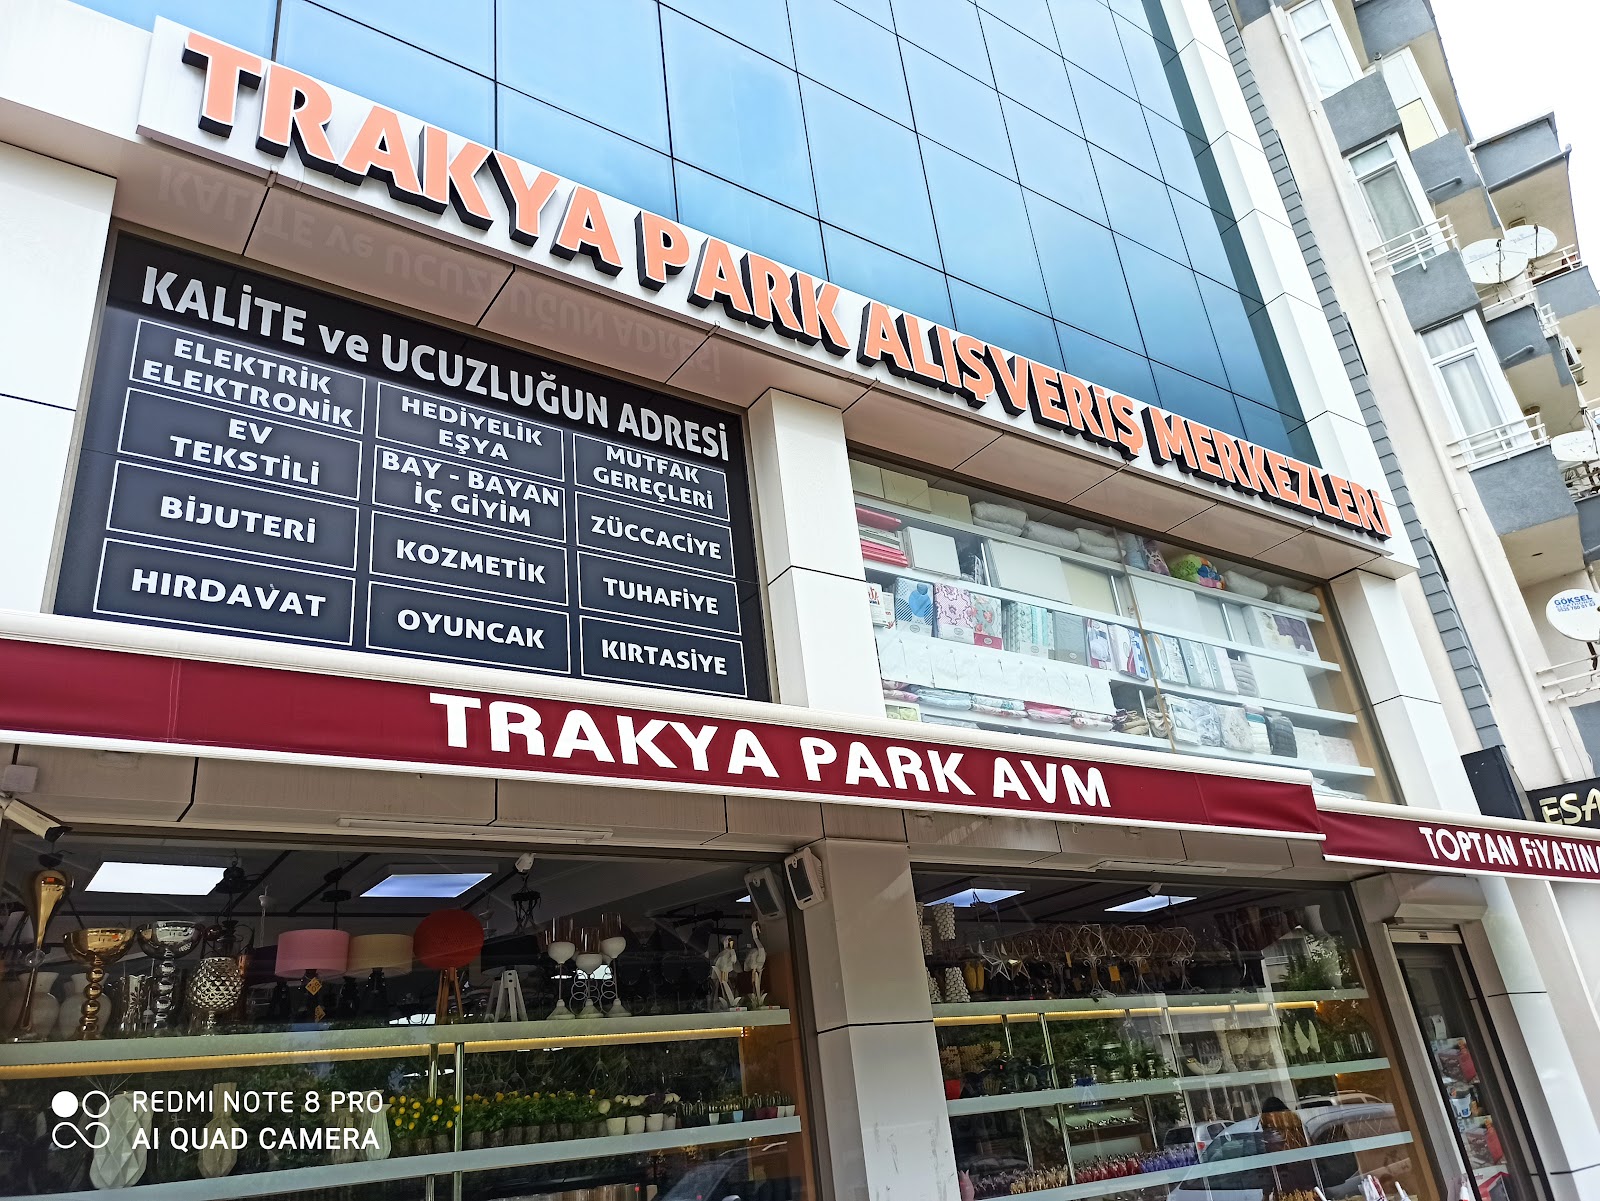 TRAKYA PARK ALIŞVERİŞ MERKEZLERİ
KALİTE ve UCUZLUĞUN ADRESİ
ELEKTRİK
ELEKTRONİK
EV
TEKSTİLİ
BİJUTERİ
HIRDAVAT
HEDİYELİK
EŞYA
BAY - BAYAN
İÇ GİYİM
KOZMETİK
OYUNCAK
MUTFAK
GEREÇLERİ
ZÜCCACİYE
TUHAFİYE
KIRTASİYE
TRAKYA PARK AVM
TOPTAN FİYATINA
ESA
GÖKSEL
REDMI NOTE 8 PRO
AI QUAD CAMERA